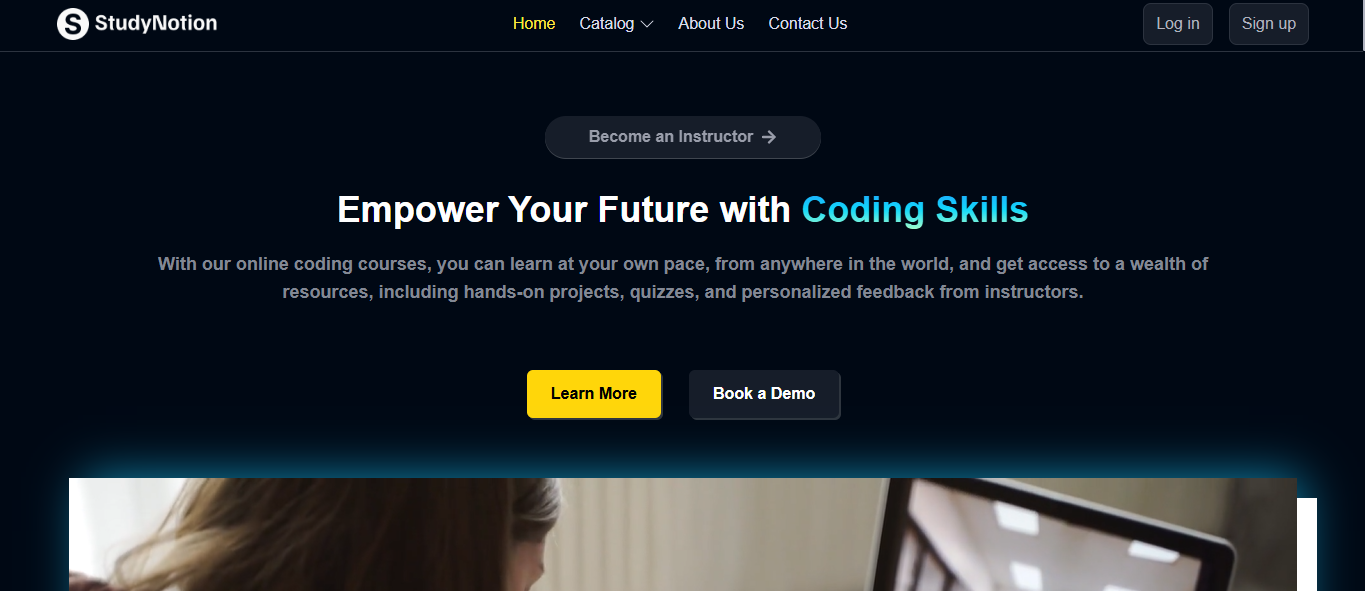 S StudyNotion
Home Catalog About Us Contact Us
Log in Sign up
Become an Instructor
Empower Your Future with Coding Skills
With our online coding courses, you can learn at your own pace, from anywhere in the world, and get access to a wealth of
resources, including hands-on projects, quizzes, and personalized feedback from instructors.
Learn More Book a Demo